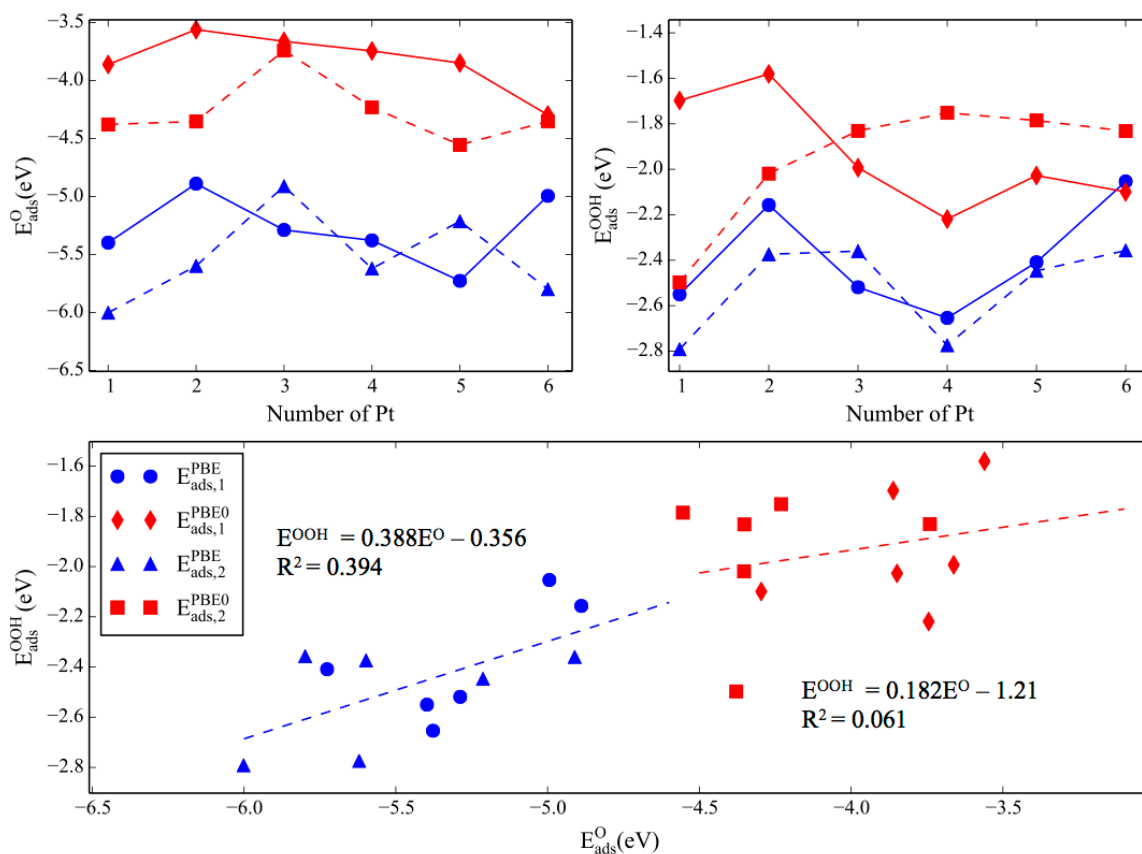 −3.5
−4.0
−4.5
−5.0
−5.5
−6.0
−6.5
E^O_ads(eV)
1 2 3 4 5 6
Number of Pt
−1.4
−1.6
−1.8
−2.0
−2.2
−2.4
−2.6
−2.8
E^OOH_ads (eV)
1 2 3 4 5 6
Number of Pt
−1.6
−1.8
−2.0
−2.2
−2.4
−2.6
−2.8
E^OOH_ads (eV)
E^PBE_ads,1
E^PBE0_ads,1
E^PBE_ads,2
E^PBE0_ads,2
E^OOH = 0.388E^O – 0.356
R² = 0.394
E^OOH = 0.182E^O – 1.21
R² = 0.061
−6.5 −6.0 −5.5 −5.0 −4.5 −4.0 −3.5
E^O_ads(eV)